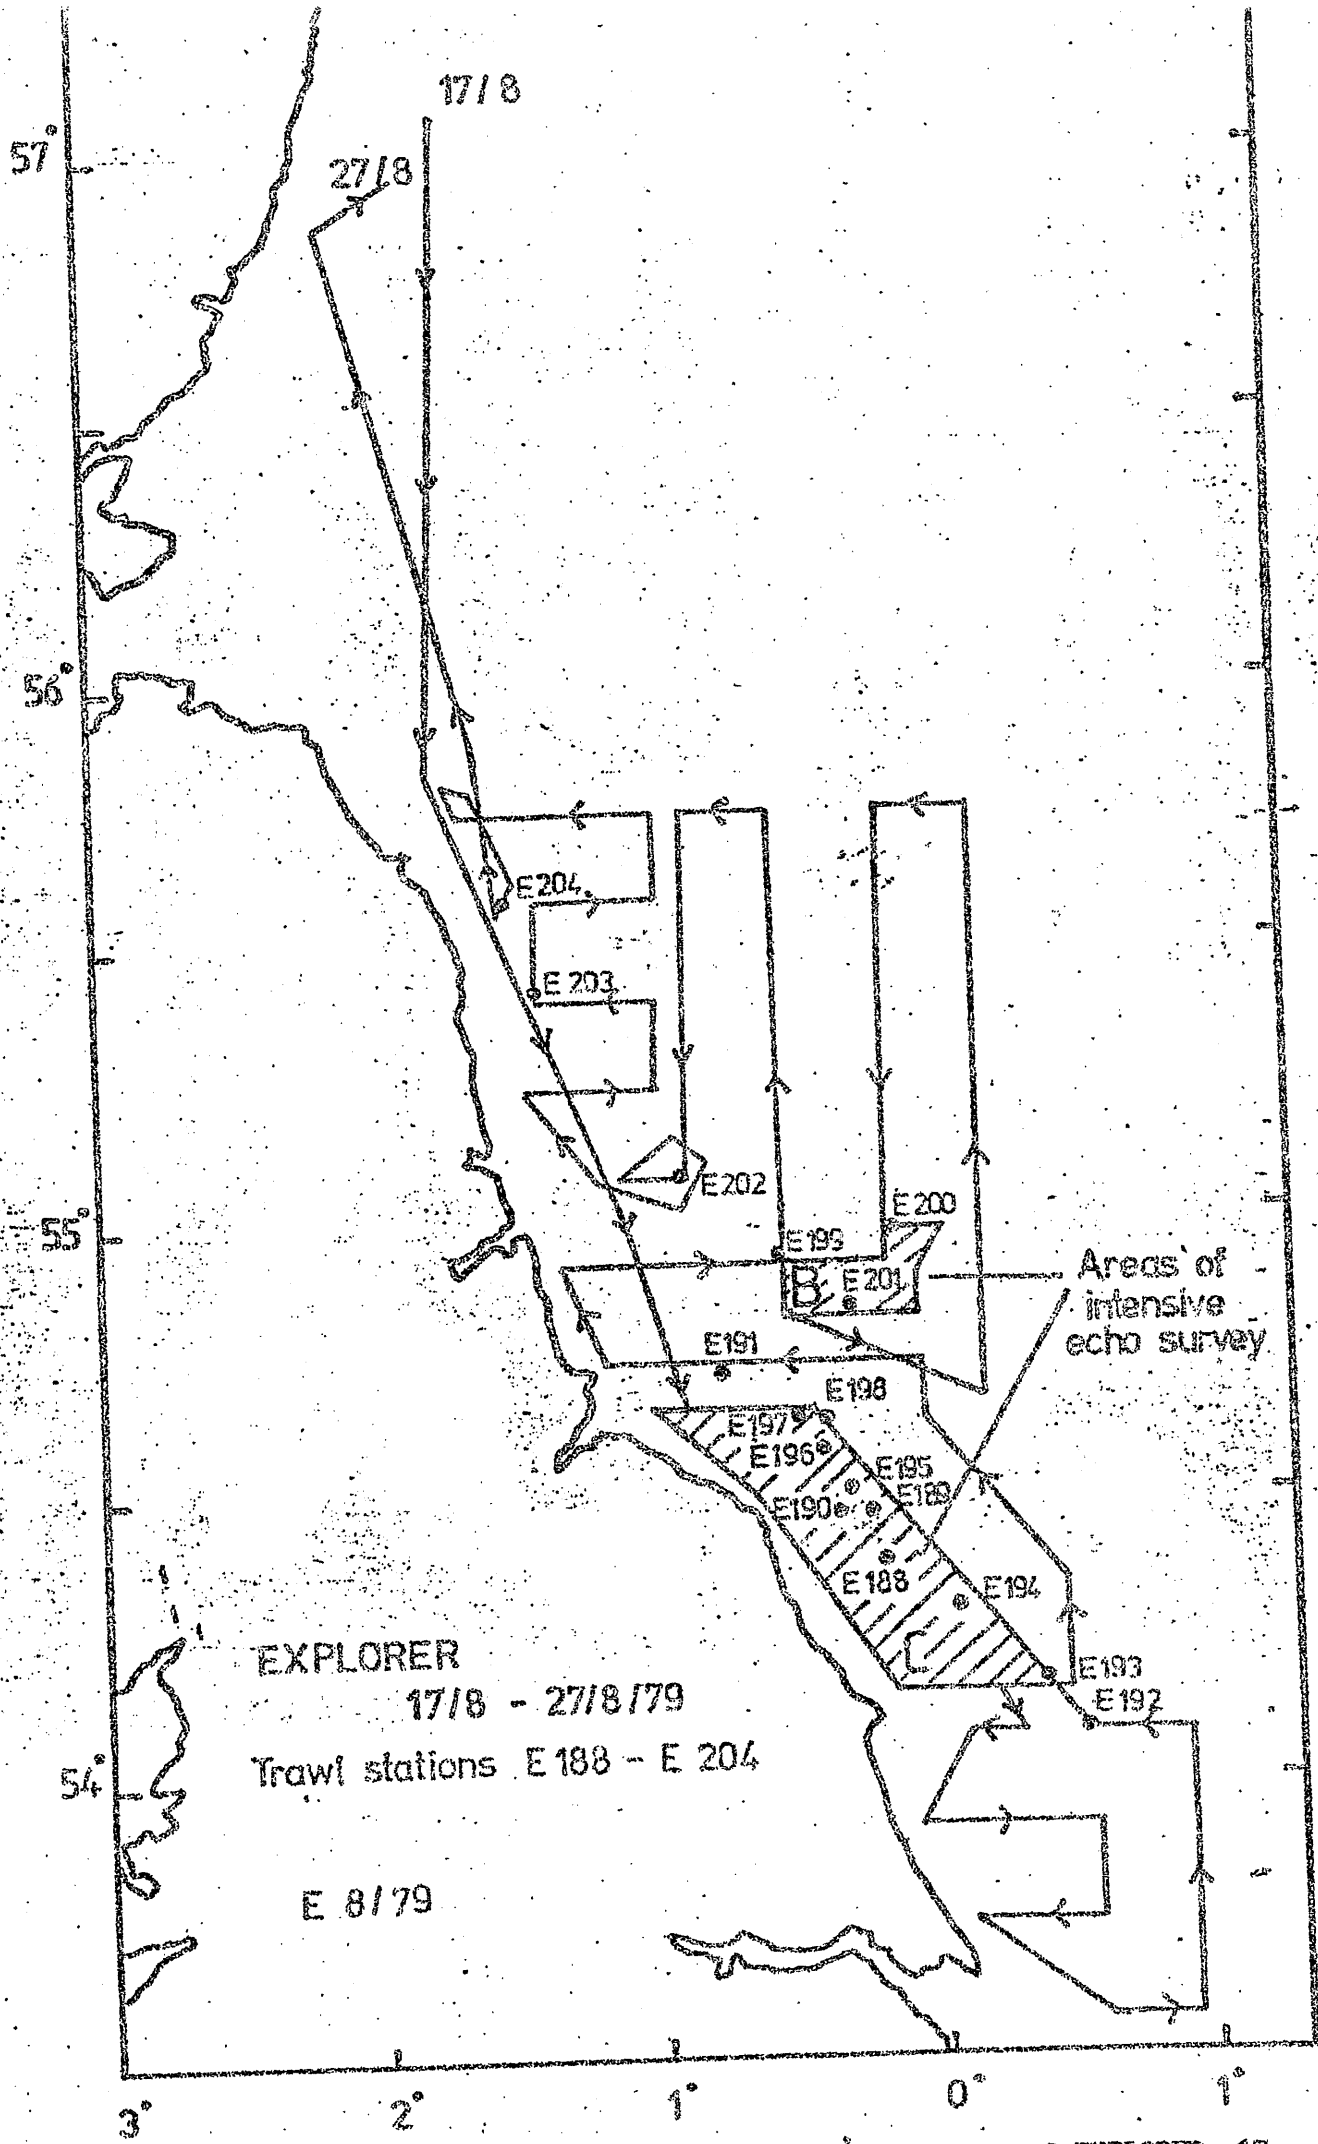 17/8
57°
27/8
56°
E 204
E 203
E202
E 200
55°
E199
B
E 201
Areas of
intensive
echo survey
E191
E198
E197
E196
E195
E190
E189
E188
E194
C
EXPLORER
E193
17/8 - 27/8/79
E192
Trawl stations E 188 - E 204
54°
E 8/79
3°
2°
1°
0°
1°